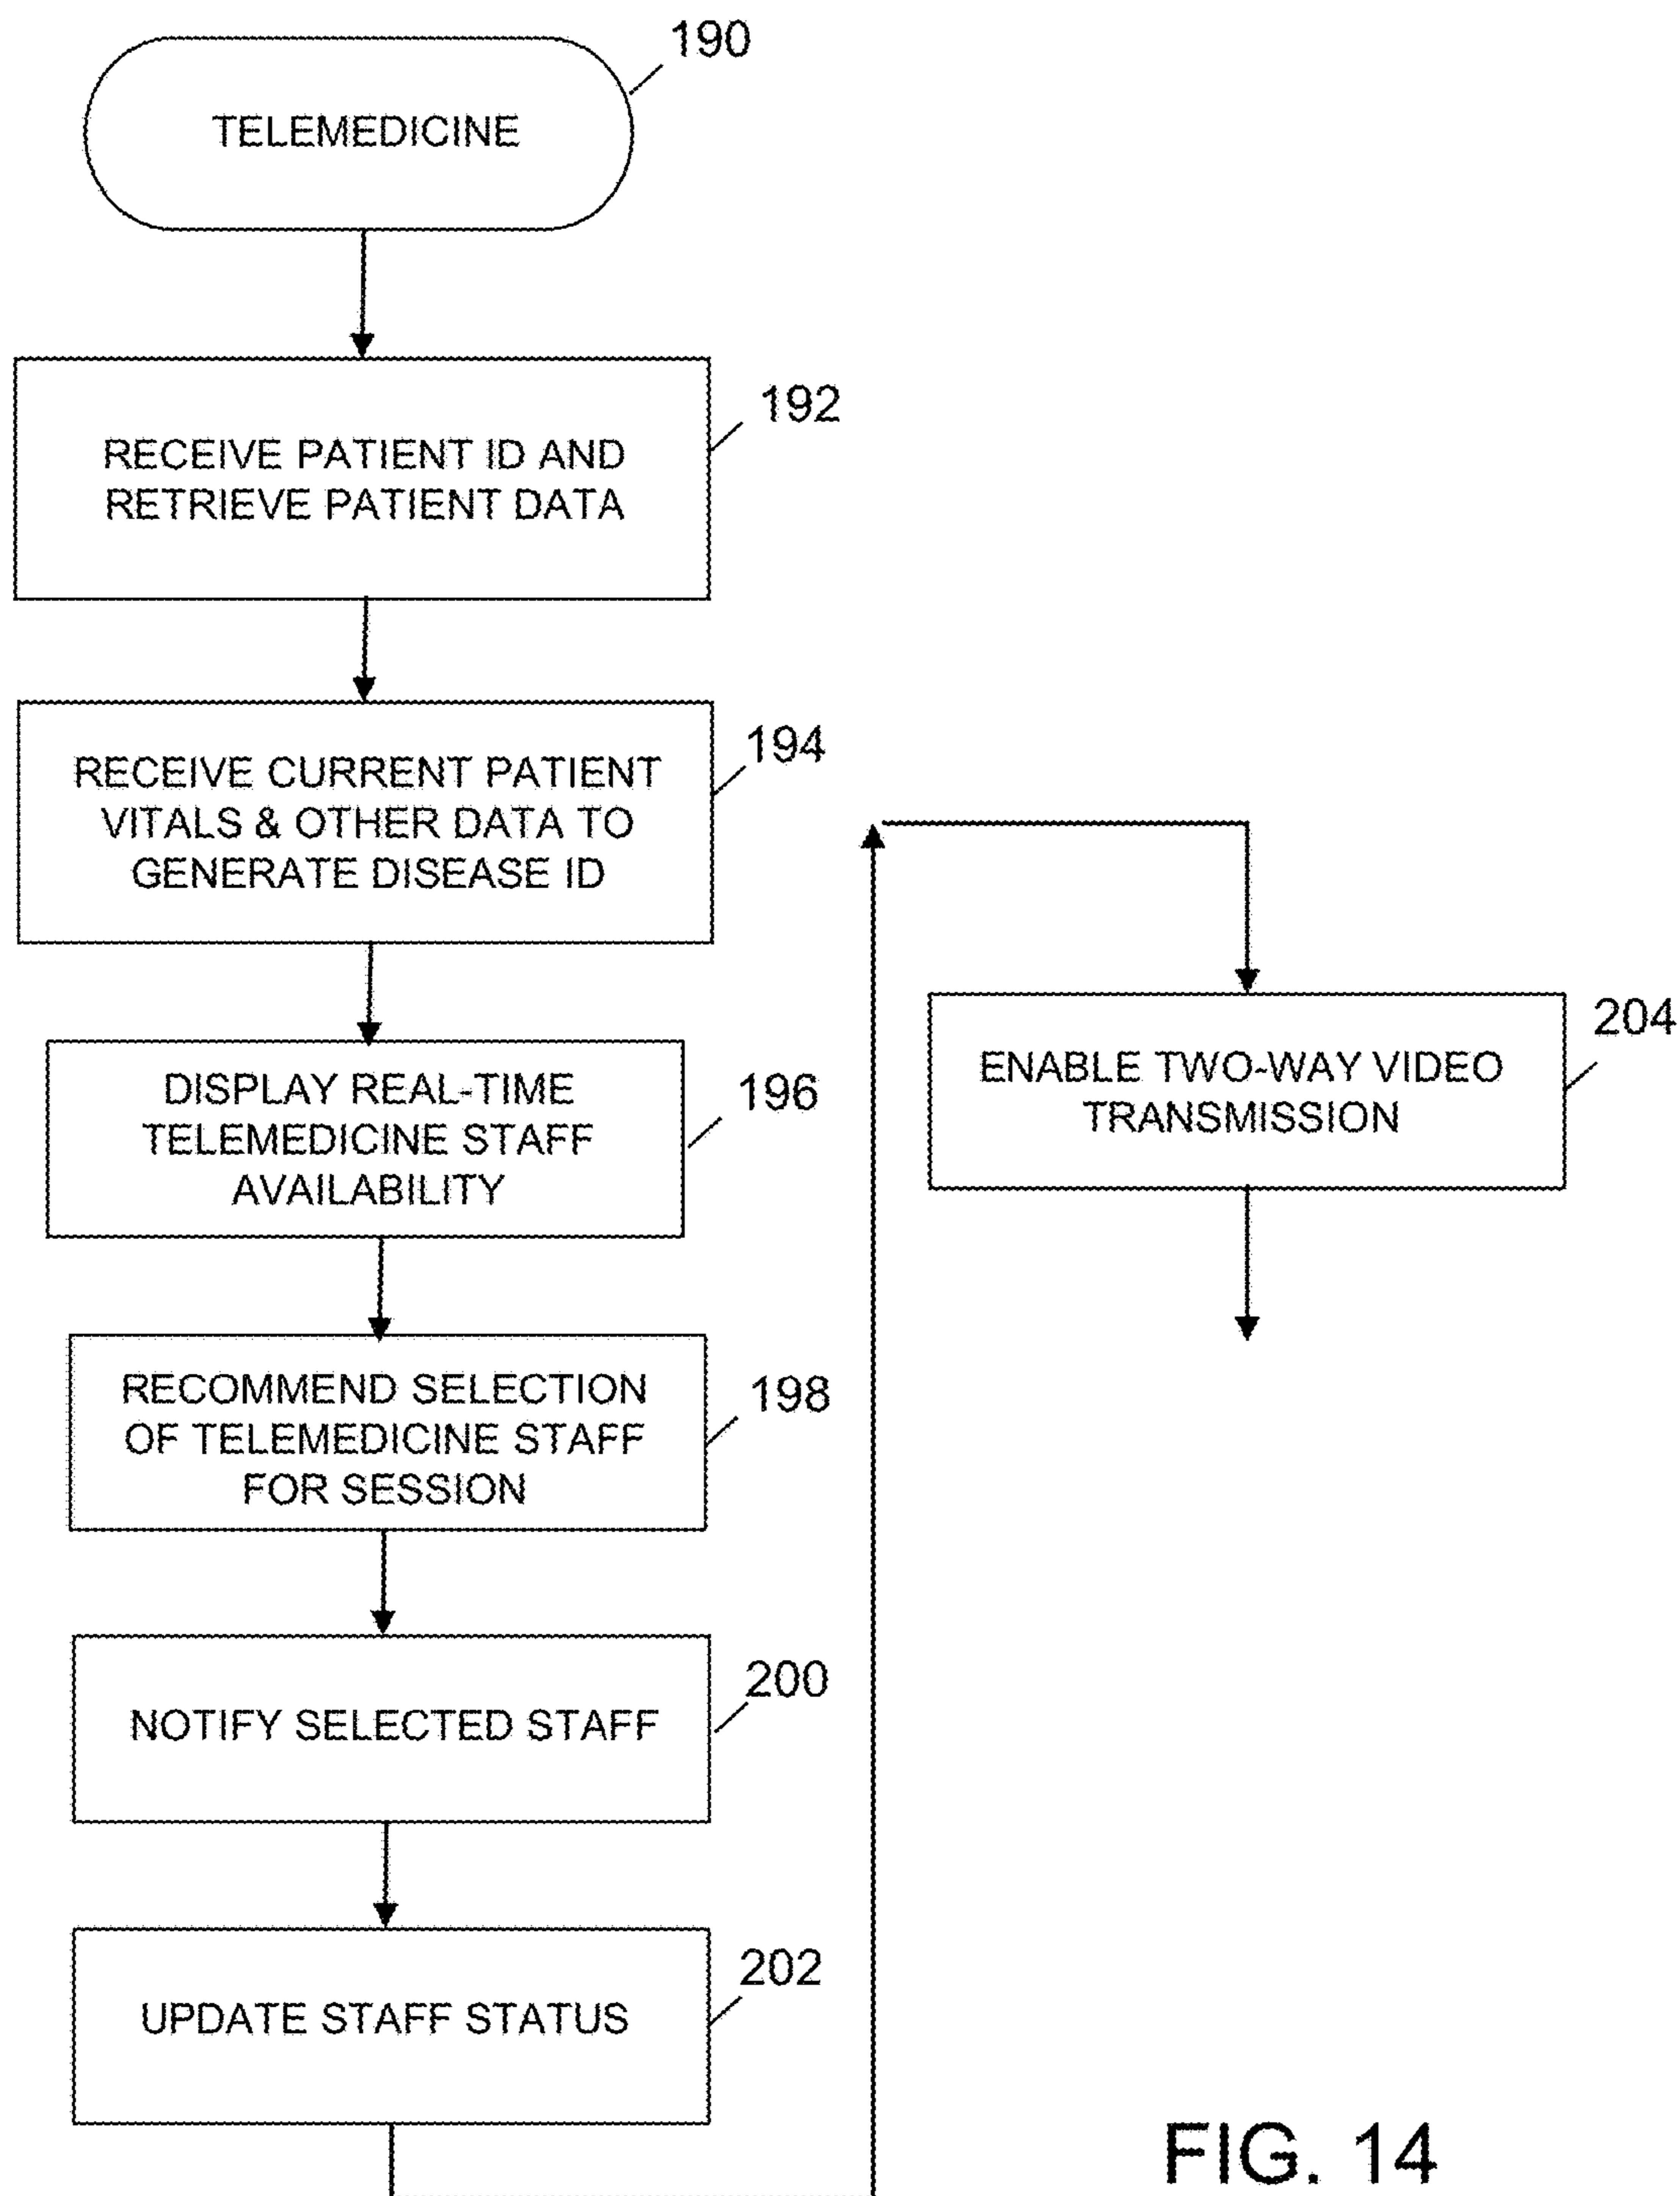 190
TELEMEDICINE
192
RECEIVE PATIENT ID AND
RETRIEVE PATIENT DATA
194
RECEIVE CURRENT PATIENT
VITALS & OTHER DATA TO
GENERATE DISEASE ID
196
DISPLAY REAL-TIME
TELEMEDICINE STAFF
AVAILABILITY
198
RECOMMEND SELECTION
OF TELEMEDICINE STAFF
FOR SESSION
200
NOTIFY SELECTED STAFF
202
UPDATE STAFF STATUS
204
ENABLE TWO-WAY VIDEO
TRANSMISSION
FIG. 14